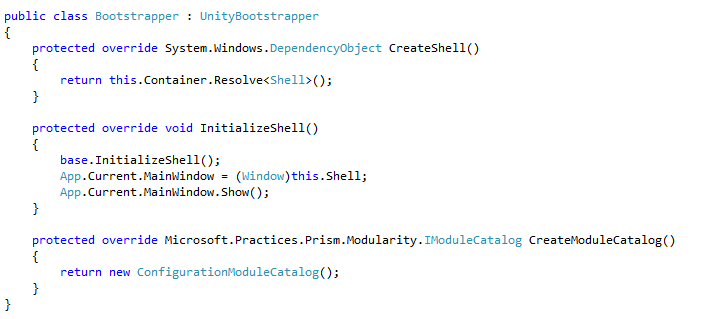 public class Bootstrapper : UnityBootstrapper
{
    protected override System.Windows.DependencyObject CreateShell()
    {
        return this.Container.Resolve<Shell>();
    }

    protected override void InitializeShell()
    {
        base.InitializeShell();
        App.Current.MainWindow = (Window)this.Shell;
        App.Current.MainWindow.Show();
    }

    protected override Microsoft.Practices.Prism.Modularity.IModuleCatalog CreateModuleCatalog()
    {
        return new ConfigurationModuleCatalog();
    }
}